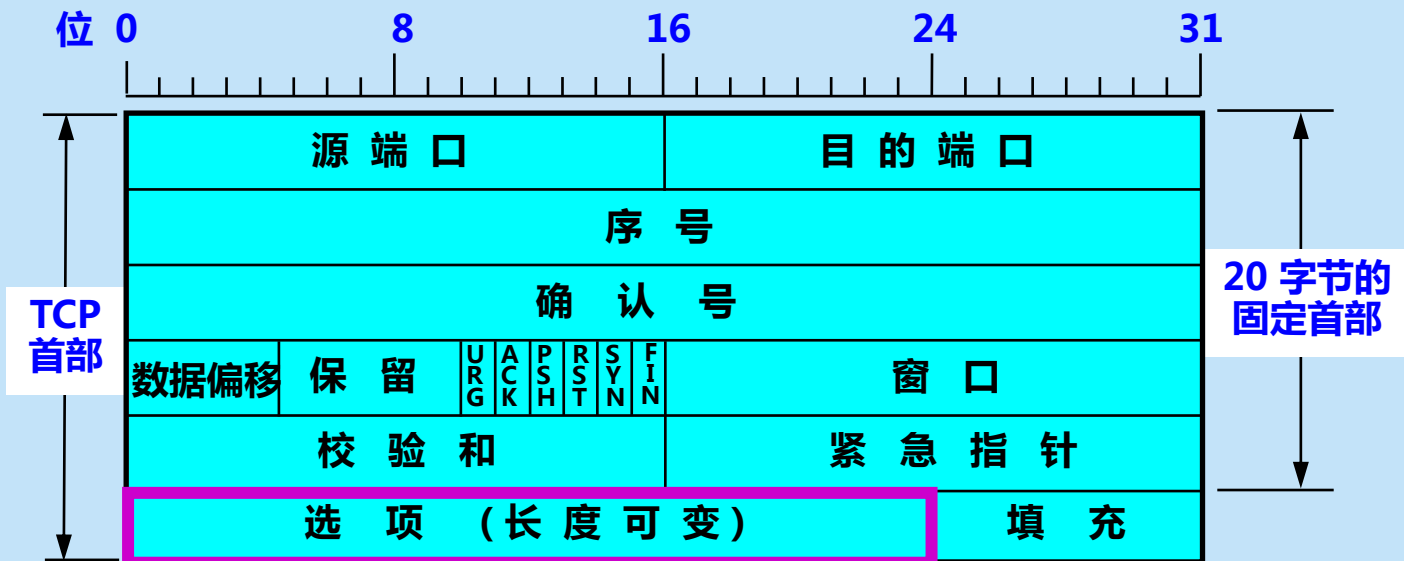 位 0 8 16 24 31
源端口 目的端口
序号
确认号
TCP
首部
20 字节的
固定首部
数据偏移 保留 URG ACK PSH RST SYN FIN 窗口
校验和 紧急指针
选项 (长度可变) 填充